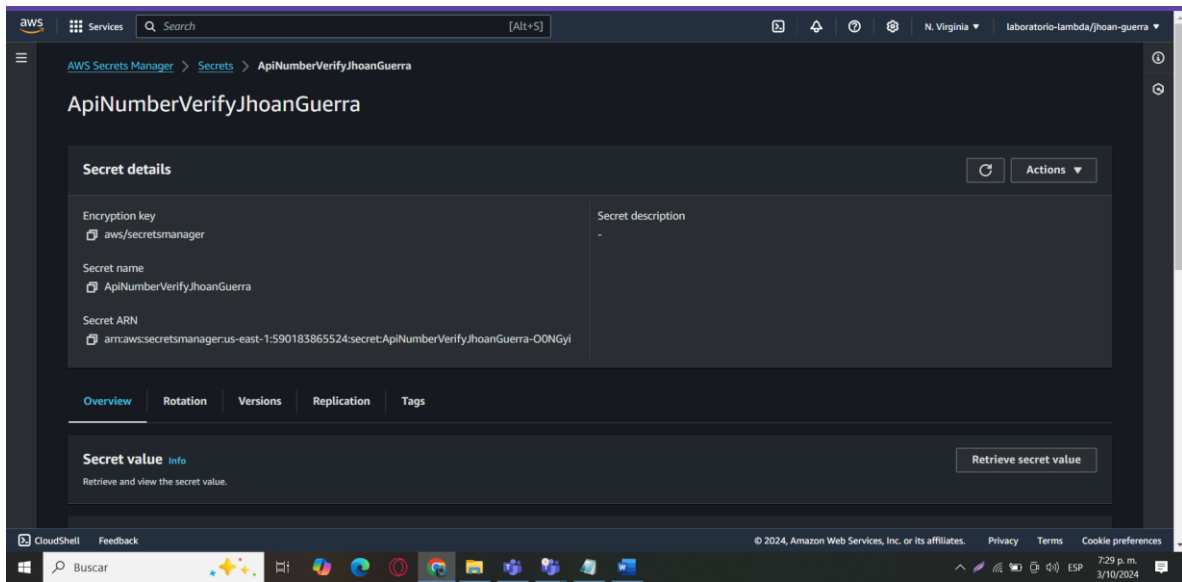 aws Services Search [Alt+S] N. Virginia laboratorio-lambda/jhoan-guerra
AWS Secrets Manager > Secrets > ApiNumberVerifyJhoanGuerra
ApiNumberVerifyJhoanGuerra
Secret details
Actions
Encryption key
aws/secretsmanager
Secret description
-
Secret name
ApiNumberVerifyJhoanGuerra
Secret ARN
arn:aws:secretsmanager:us-east-1:590183865524:secret:ApiNumberVerifyJhoanGuerra-O0NGyi
Overview Rotation Versions Replication Tags
Secret value Info
Retrieve secret value
Retrieve and view the secret value.
CloudShell Feedback © 2024, Amazon Web Services, Inc. or its affiliates. Privacy Terms Cookie preferences
Buscar ESP 7:29 p. m.
3/10/2024